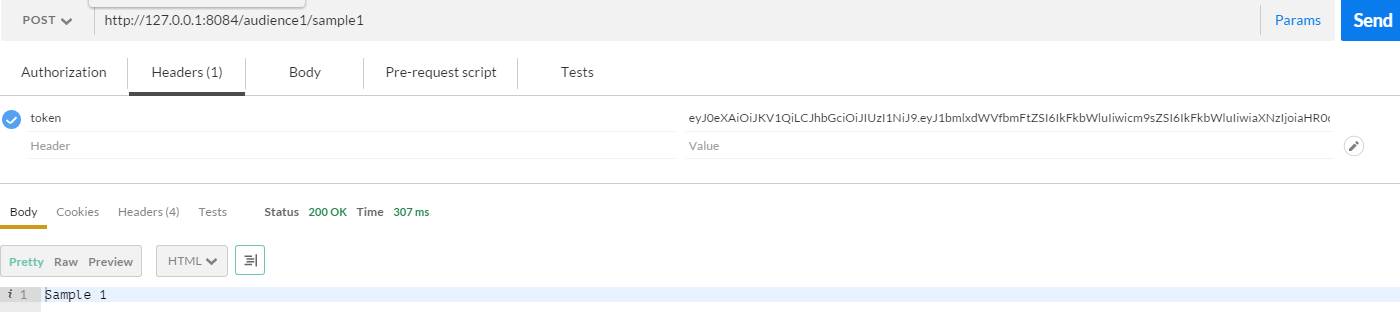 POST http://127.0.0.1:8084/audience1/sample1 Params Send
Authorization Headers (1) Body Pre-request script Tests
token eyJ0eXAiOiJKV1QiLCJhbGciOiJIUzI1NiJ9.eyJ1bmlxdWVfbmFtZSI6IkFkbWluIiwicm9sZSI6IkFkbWluIiwiaXNzIjoiaHR0c
Header Value
Body Cookies Headers (4) Tests Status 200 OK Time 307 ms
Pretty Raw Preview HTML
i 1 Sample 1